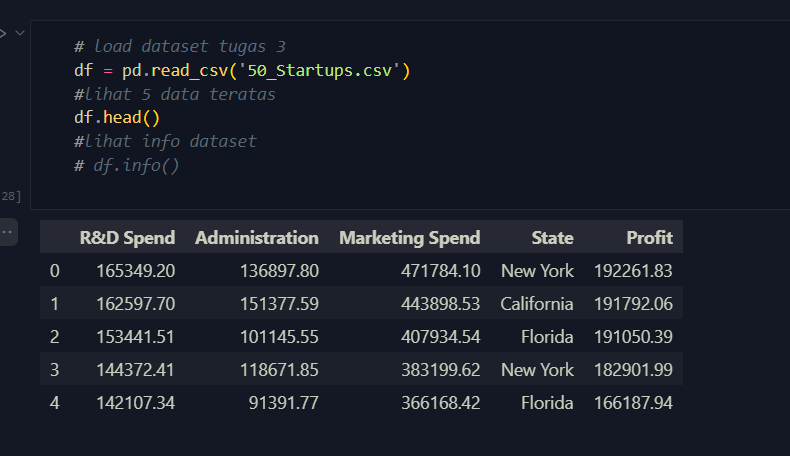 # load dataset tugas 3
df = pd.read_csv('50_Startups.csv')
#lihat 5 data teratas
df.head()
#lihat info dataset
# df.info()
28]
R&D Spend Administration Marketing Spend State Profit
0 165349.20 136897.80 471784.10 New York 192261.83
1 162597.70 151377.59 443898.53 California 191792.06
2 153441.51 101145.55 407934.54 Florida 191050.39
3 144372.41 118671.85 383199.62 New York 182901.99
4 142107.34 91391.77 366168.42 Florida 166187.94